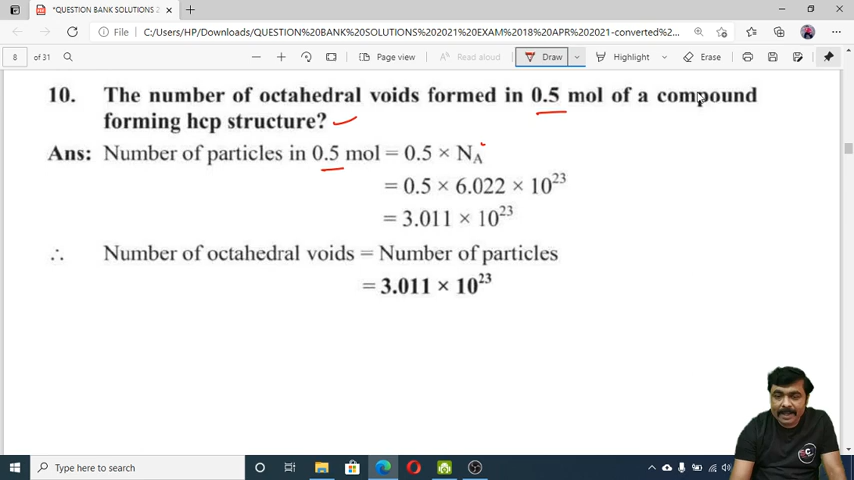 *QUESTION BANK SOLUTIONS 2
File
C:/Users/HP/Downloads/QUESTION%20BANK%20SOLUTIONS%202021%20EXAM%2018%20APR%202021-converted%2...
8 of 31
Page view
Read aloud
Draw
Highlight
Erase
10. The number of octahedral voids formed in 0.5 mol of a compound
forming hcp structure?
Ans: Number of particles in 0.5 mol = 0.5 × N_A
= 0.5 × 6.022 × 10²³
= 3.011 × 10²³
∴ Number of octahedral voids = Number of particles
= 3.011 × 10²³
Type here to search